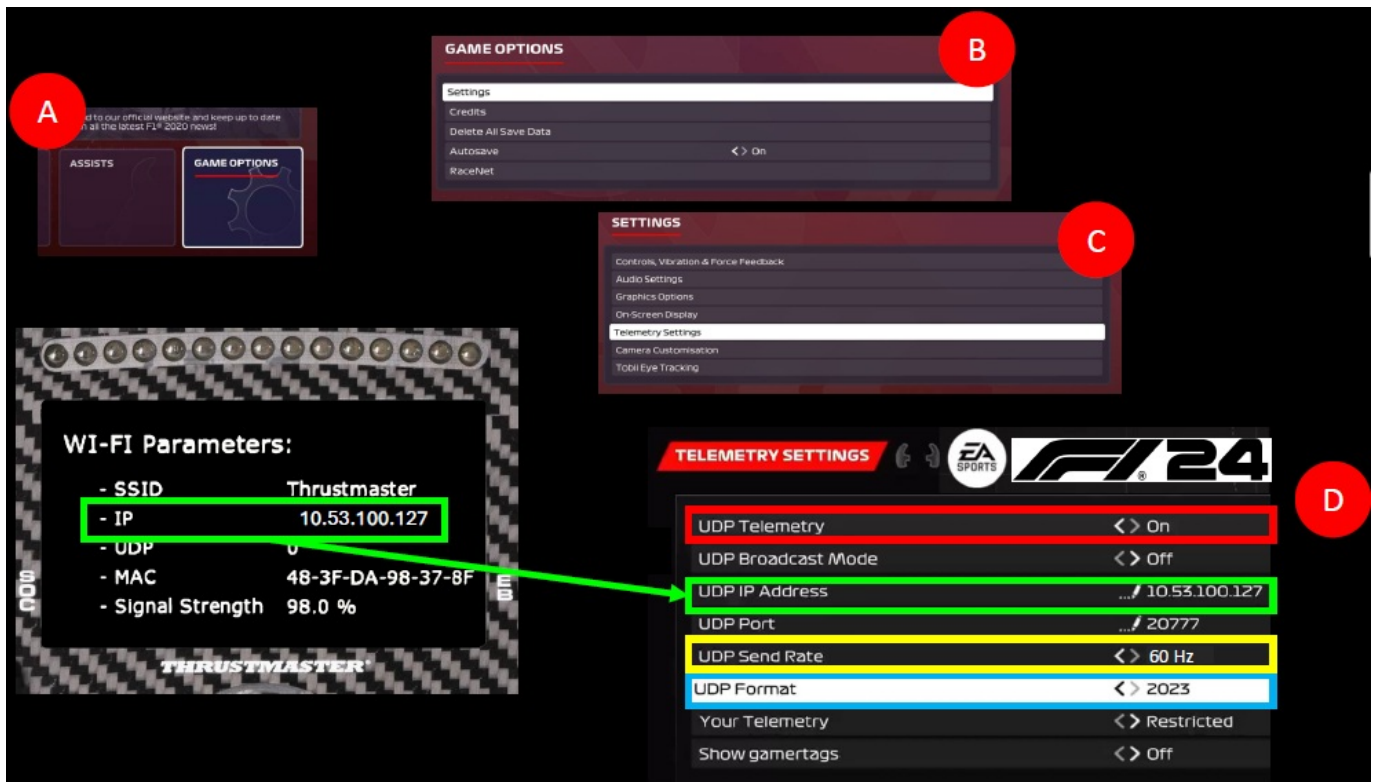 A
d to our official website and keep up to date
all the latest F1® 2020 news!
ASSISTS
GAME OPTIONS
B
GAME OPTIONS
Settings
Credits
Delete All Save Data
Autosave <> On
RaceNet
C
SETTINGS
Controls, Vibration & Force Feedback
Audio Settings
Graphics Options
On-Screen Display
Telemetry Settings
Camera Customisation
Tobii Eye Tracking
WI-FI Parameters:
- SSID Thrustmaster
- IP 10.53.100.127
- UDP 0
- MAC 48-3F-DA-98-37-8F
- Signal Strength 98.0 %
SOC
THRUSTMASTER
D
TELEMETRY SETTINGS
EA SPORTS
F1® 24
UDP Telemetry <> On
UDP Broadcast Mode <> Off
UDP IP Address ... 10.53.100.127
UDP Port ... 20777
UDP Send Rate <> 60 Hz
UDP Format <> 2023
Your Telemetry <> Restricted
Show gamertags <> Off